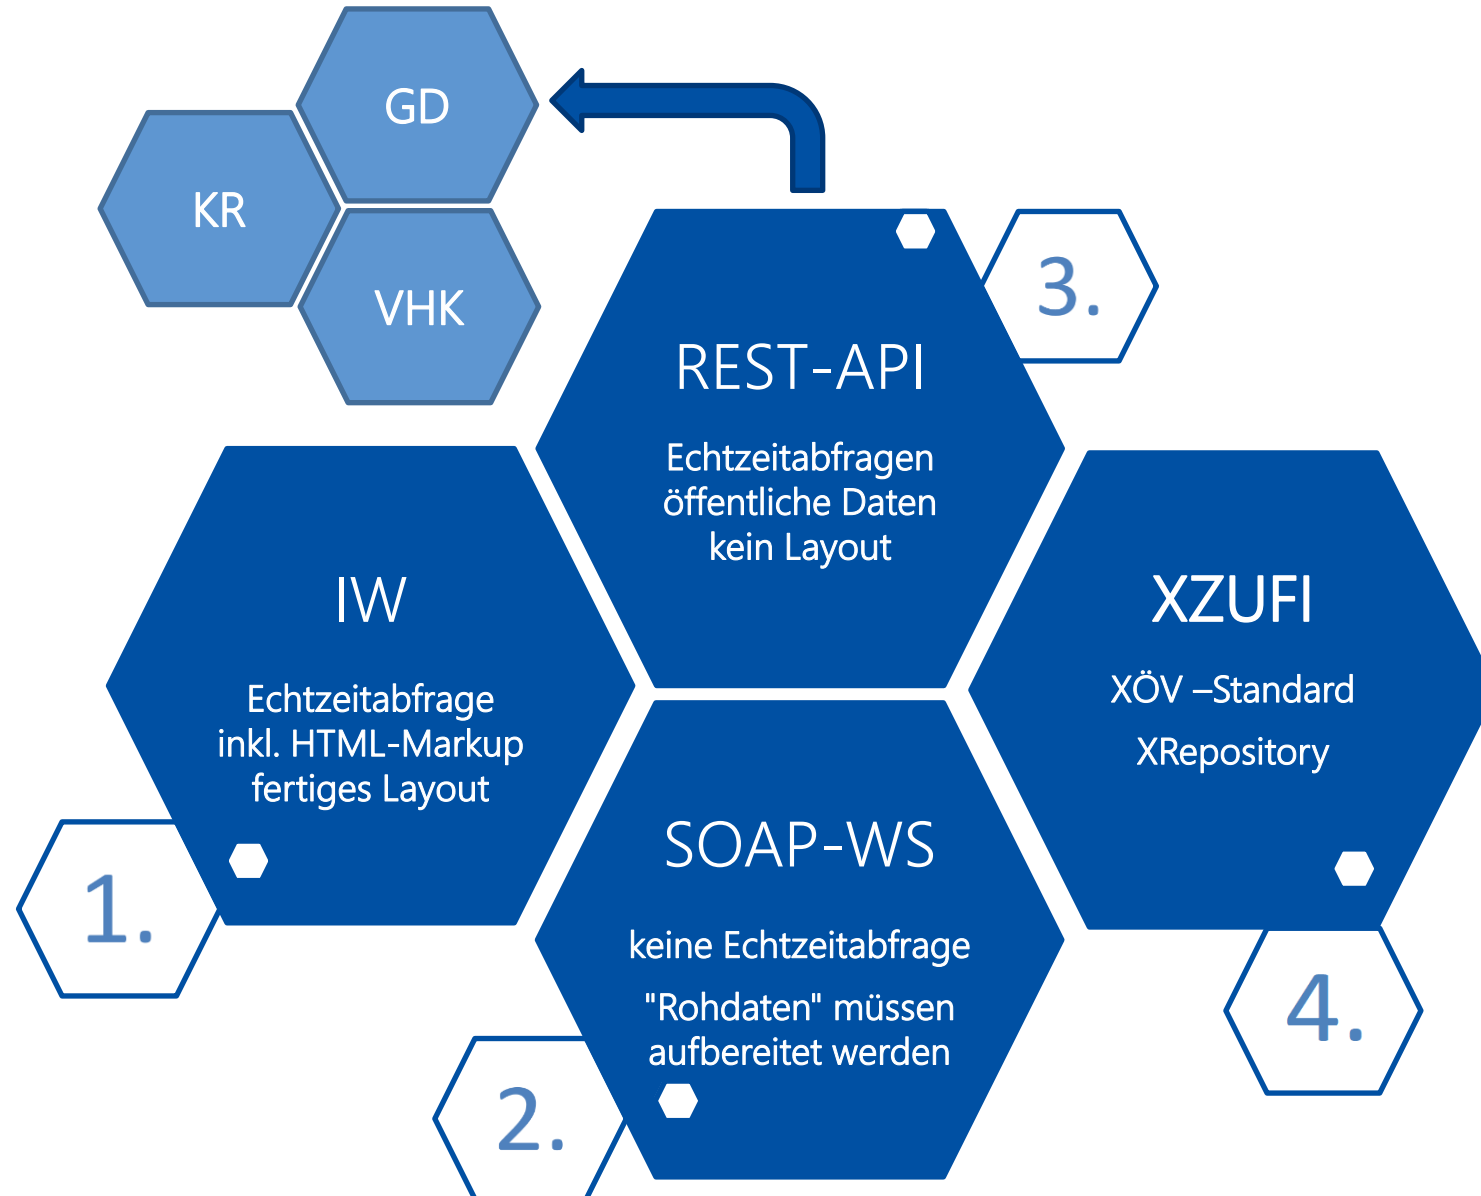 GD
KR
VHK
3.
REST-API
Echtzeitabfragen
öffentliche Daten
kein Layout
IW
Echtzeitabfrage
inkl. HTML-Markup
fertiges Layout
1.
XZUFI
XÖV –Standard
XRepository
4.
SOAP-WS
keine Echtzeitabfrage
"Rohdaten" müssen
aufbereitet werden
2.